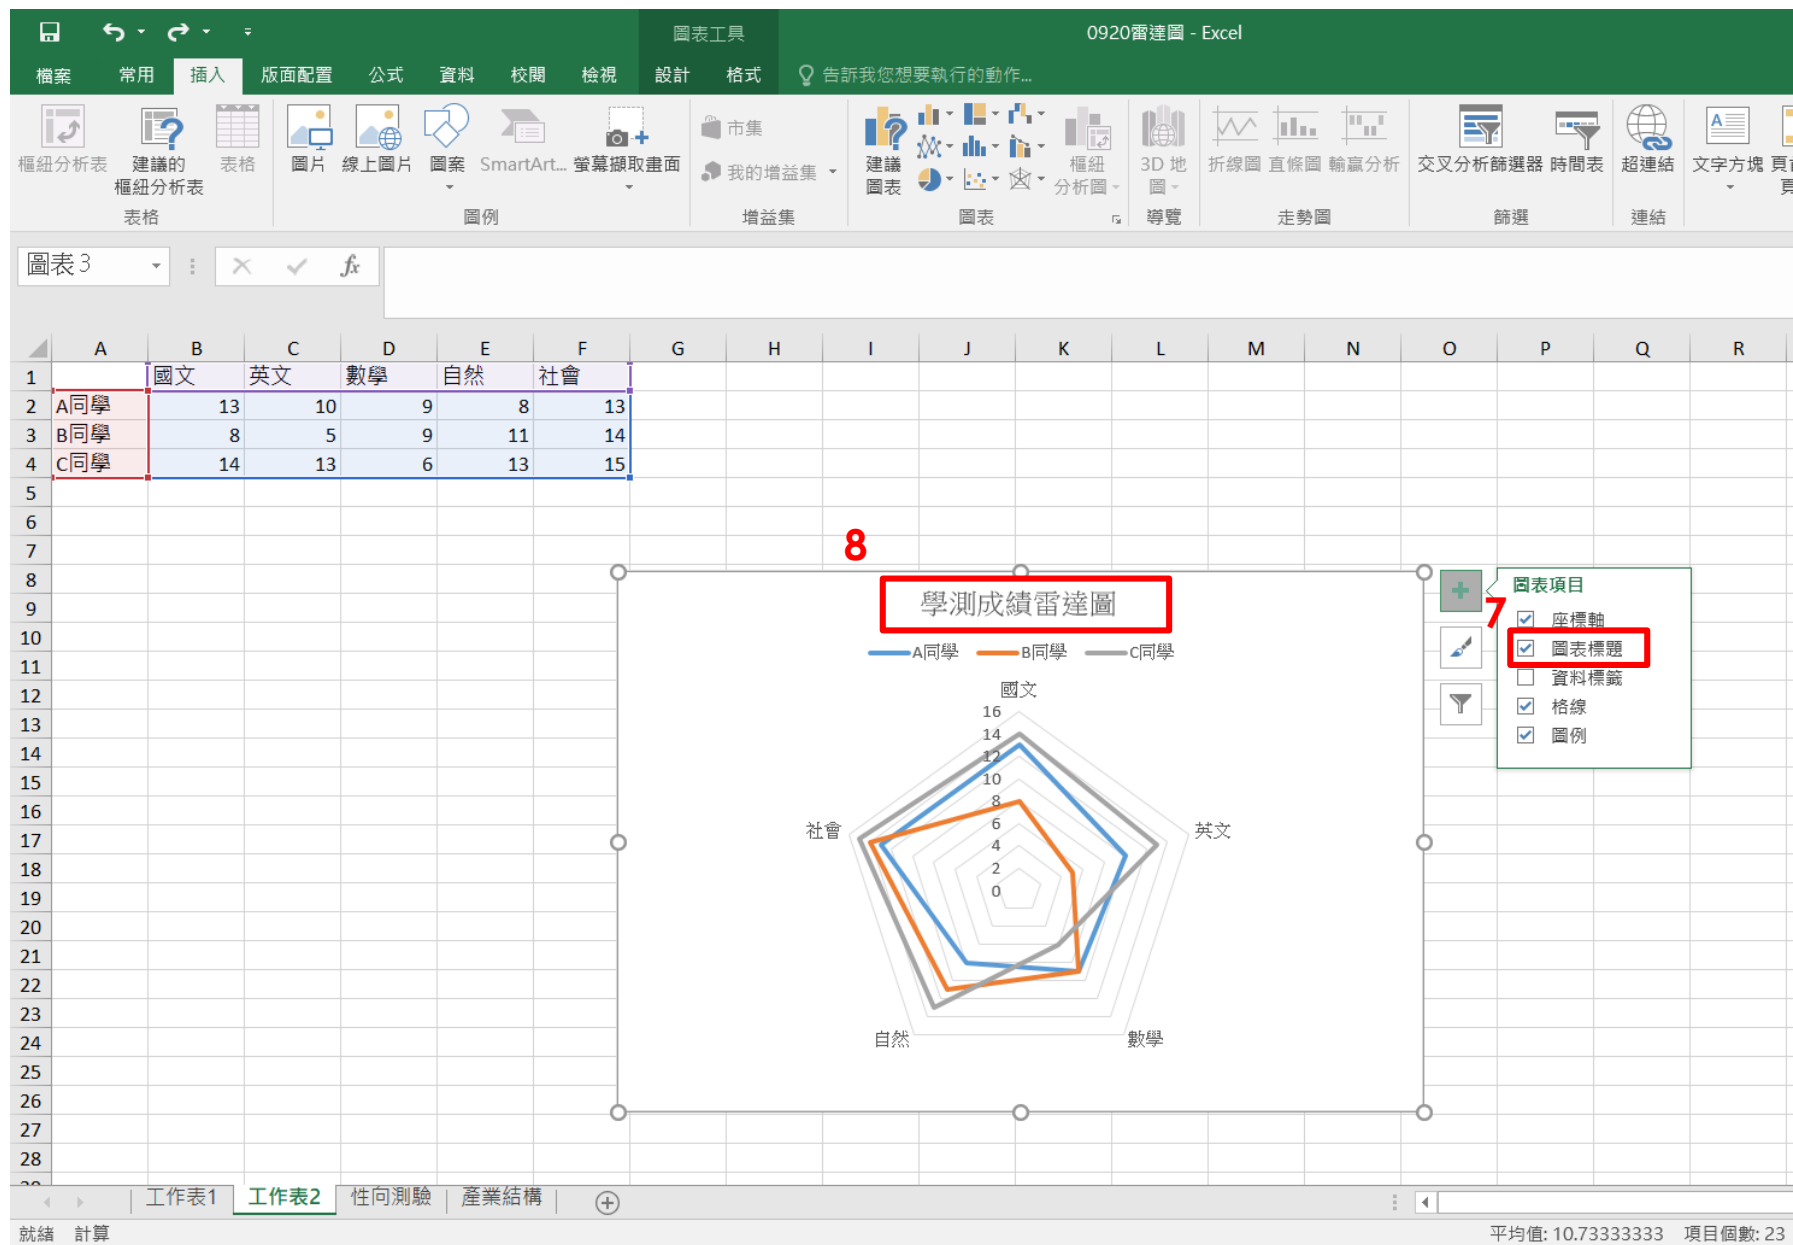 圖表工具
0920雷達圖 - Excel
檔案 常用 插入 版面配置 公式 資料 校閱 檢視 設計 格式 告訴我您想要執行的動作...
樞紐分析表 建議的 樞紐分析表 表格 圖片 線上圖片 圖案 SmartArt... 螢幕擷取畫面 市集 我的增益集 建議 圖表 樞紐 分析圖 3D 地 圖 折線圖 直條圖 輸贏分析 交叉分析篩選器 時間表 超連結 文字方塊
表格 圖例 增益集 圖表 導覽 走勢圖 篩選 連結
圖表 3 fx
A B C D E F G H I J K L M N O P Q R
1 國文 英文 數學 自然 社會
2 A同學 13 10 9 8 13
3 B同學 8 5 9 11 14
4 C同學 14 13 6 13 15
5
6
7
8
9
10
11
12
13
14
15
16
17
18
19
20
21
22
23
24
25
26
27
28
8
學測成績雷達圖
A同學 B同學 C同學
國文
16
14
12
10
8
6
4
2
0
社會
英文
自然
數學
7
圖表項目
座標軸
圖表標題
資料標籤
格線
圖例
工作表1 工作表2 性向測驗 產業結構
就緒 計算 平均值: 10.73333333 項目個數: 23